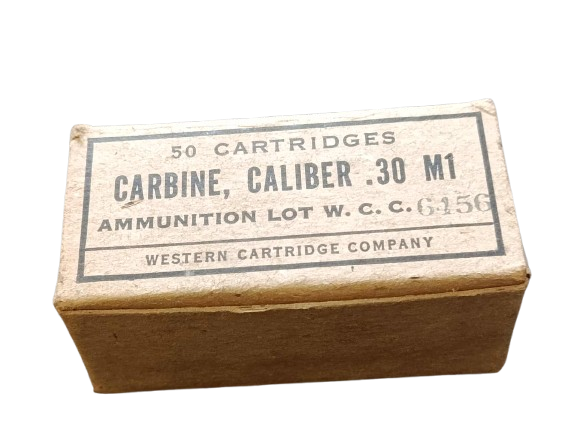 50 CARTRIDGES
CARBINE, CALIBER .30 M1
AMMUNITION LOT W. C. C. 6456
WESTERN CARTRIDGE COMPANY